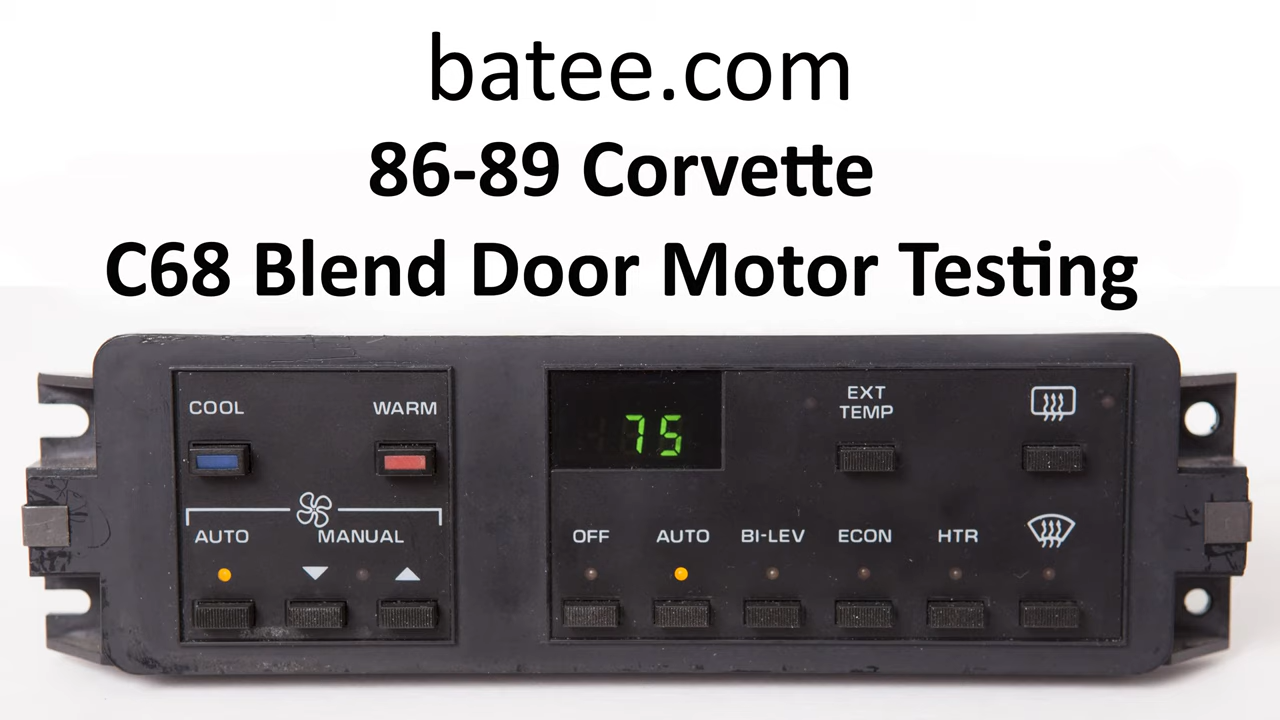 batee.com
86-89 Corvette
C68 Blend Door Motor Testing
COOL WARM
AUTO MANUAL
75
EXT
TEMP
OFF AUTO BI-LEV ECON HTR